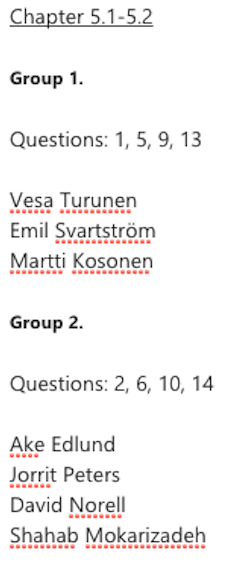 Chapter 5.1-5.2
Group 1.
Questions: 1, 5, 9, 13
Vesa Turunen
Emil Svartström
Martti Kosonen
Group 2.
Questions: 2, 6, 10, 14
Ake Edlund
Jorrit Peters
David Norell
Shahab Mokarizadeh